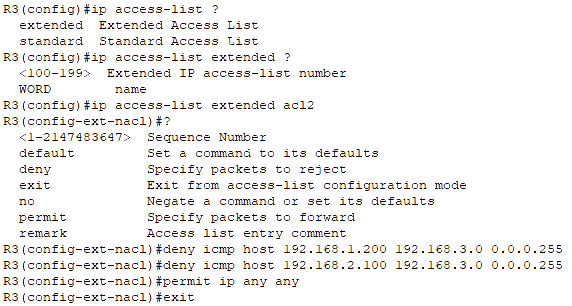 R3(config)#ip access-list ?
  extended  Extended Access List
  standard  Standard Access List
R3(config)#ip access-list extended ?
  <100-199>  Extended IP access-list number
  WORD       name
R3(config)#ip access-list extended acl2
R3(config-ext-nacl)#?
  <1-2147483647>  Sequence Number
  default         Set a command to its defaults
  deny            Specify packets to reject
  exit            Exit from access-list configuration mode
  no              Negate a command or set its defaults
  permit          Specify packets to forward
  remark          Access list entry comment
R3(config-ext-nacl)#deny icmp host 192.168.1.200 192.168.3.0 0.0.0.255
R3(config-ext-nacl)#deny icmp host 192.168.2.100 192.168.3.0 0.0.0.255
R3(config-ext-nacl)#permit ip any any
R3(config-ext-nacl)#exit